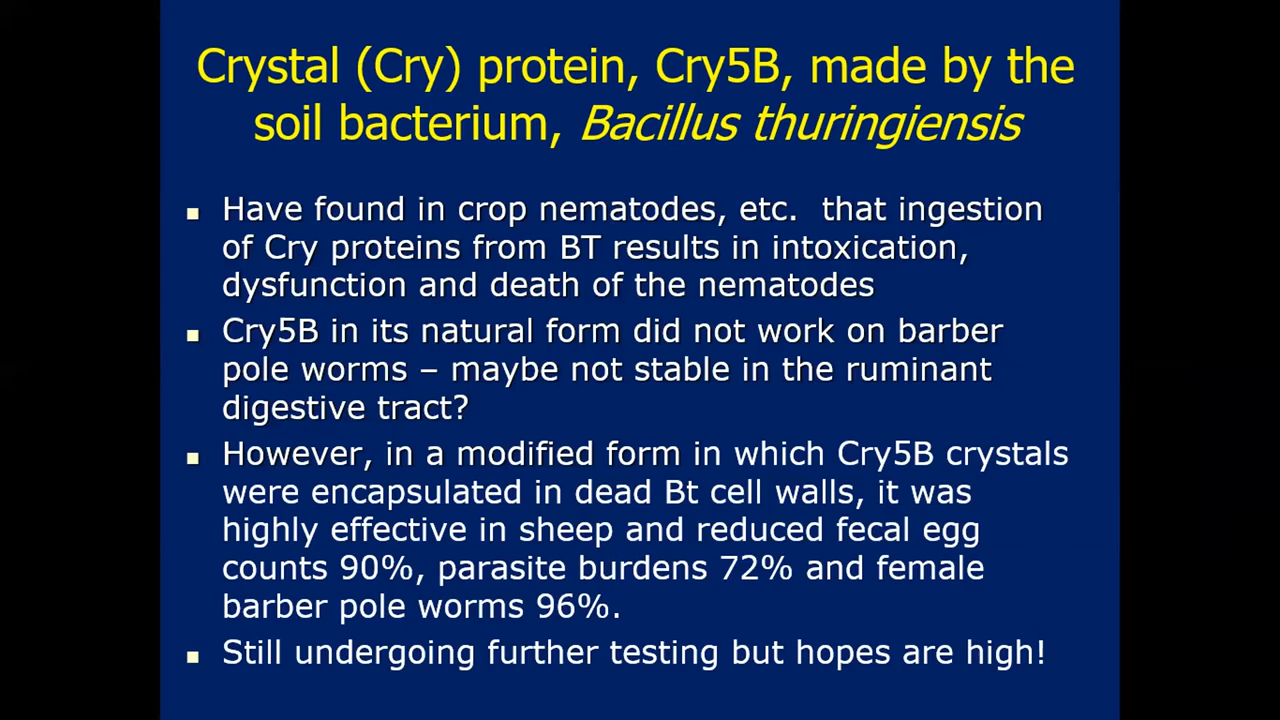 Crystal (Cry) protein, Cry5B, made by the
soil bacterium, Bacillus thuringiensis
▪ Have found in crop nematodes, etc.  that ingestion
of Cry proteins from BT results in intoxication,
dysfunction and death of the nematodes
▪ Cry5B in its natural form did not work on barber
pole worms – maybe not stable in the ruminant
digestive tract?
▪ However, in a modified form in which Cry5B crystals
were encapsulated in dead Bt cell walls, it was
highly effective in sheep and reduced fecal egg
counts 90%, parasite burdens 72% and female
barber pole worms 96%.
▪ Still undergoing further testing but hopes are high!